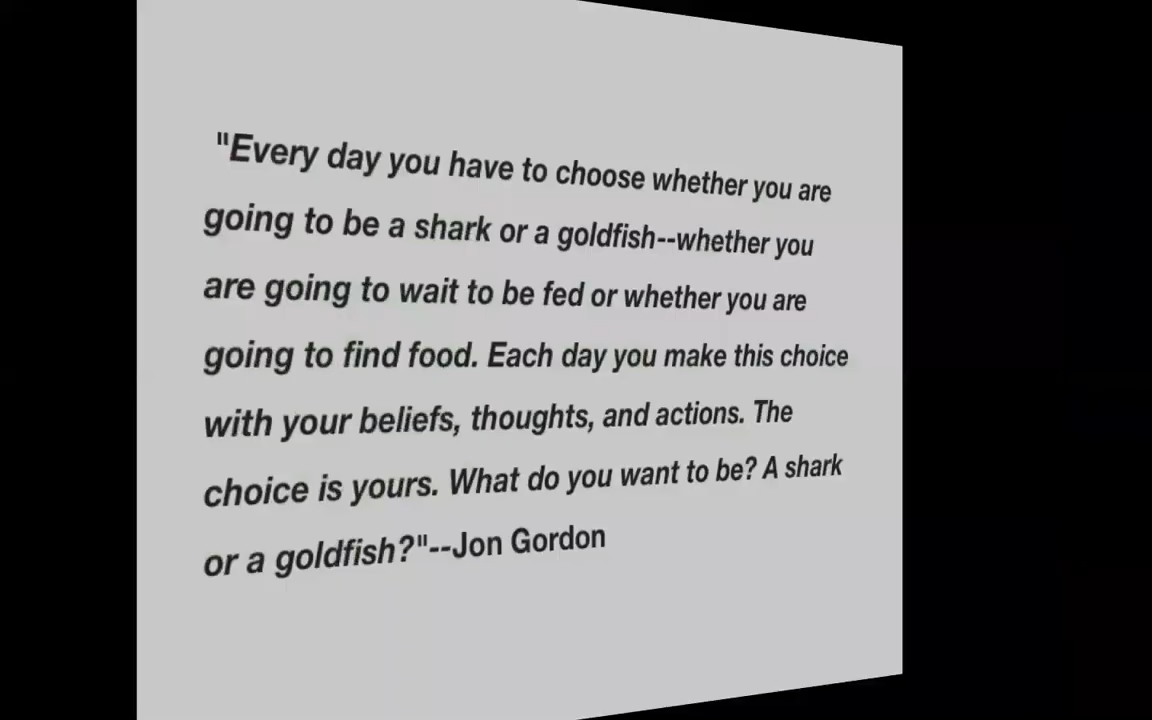 "Every day you have to choose whether you are
going to be a shark or a goldfish--whether you
are going to wait to be fed or whether you are
going to find food. Each day you make this choice
with your beliefs, thoughts, and actions. The
choice is yours. What do you want to be? A shark
or a goldfish?"--Jon Gordon